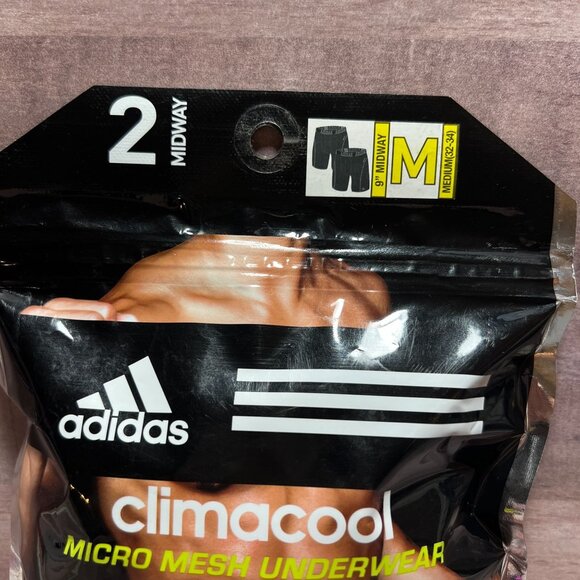 2 MIDWAY
9" MIDWAY
M
MEDIUM(32-34)
adidas
climacool
MICRO MESH UNDERWEAR